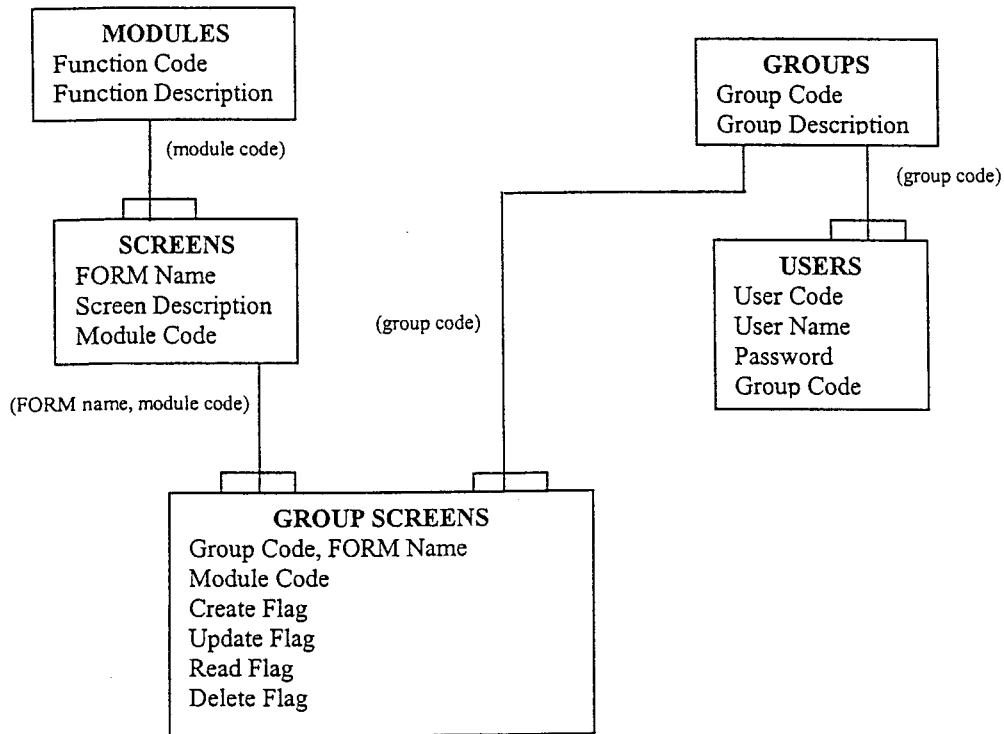 MODULES
Function Code
Function Description
(module code)
SCREENS
FORM Name
Screen Description
Module Code
(FORM name, module code)
GROUPS
Group Code
Group Description
(group code)
(group code)
USERS
User Code
User Name
Password
Group Code
GROUP SCREENS
Group Code, FORM Name
Module Code
Create Flag
Update Flag
Read Flag
Delete Flag